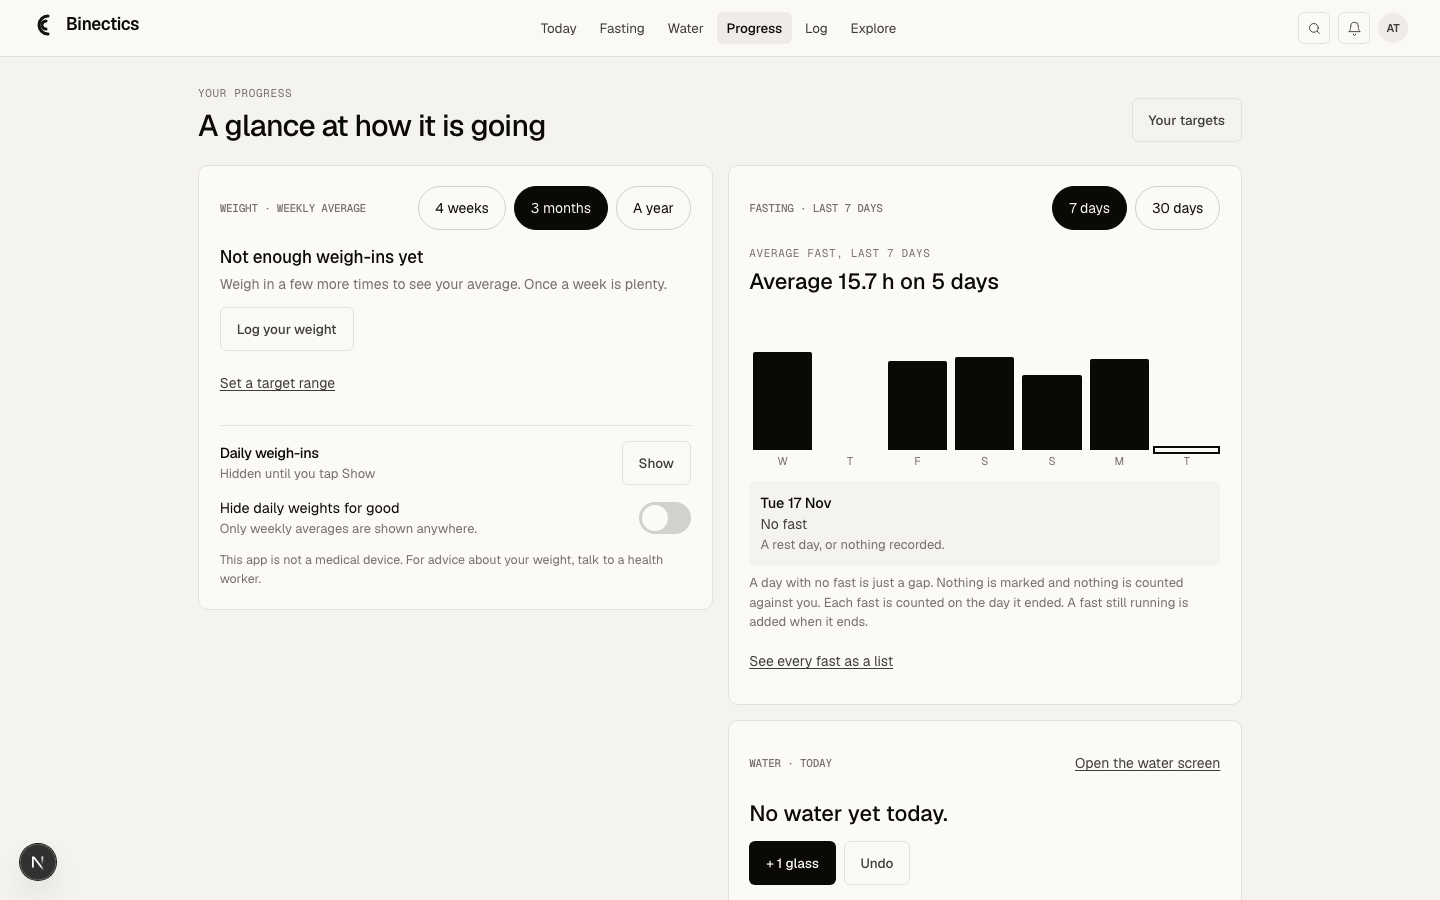 Binectics
Today
Fasting
Water
Progress
Log
Explore
AT
YOUR PROGRESS
A glance at how it is going
Your targets
WEIGHT · WEEKLY AVERAGE
4 weeks
3 months
A year
Not enough weigh-ins yet
Weigh in a few more times to see your average. Once a week is plenty.
Log your weight
Set a target range
Daily weigh-ins
Hidden until you tap Show
Show
Hide daily weights for good
Only weekly averages are shown anywhere.
This app is not a medical device. For advice about your weight, talk to a health
worker.
FASTING · LAST 7 DAYS
7 days
30 days
AVERAGE FAST, LAST 7 DAYS
Average 15.7 h on 5 days
W
T
F
S
S
M
T
Tue 17 Nov
No fast
A rest day, or nothing recorded.
A day with no fast is just a gap. Nothing is marked and nothing is counted
against you. Each fast is counted on the day it ended. A fast still running is
added when it ends.
See every fast as a list
WATER · TODAY
Open the water screen
No water yet today.
+ 1 glass
Undo
N